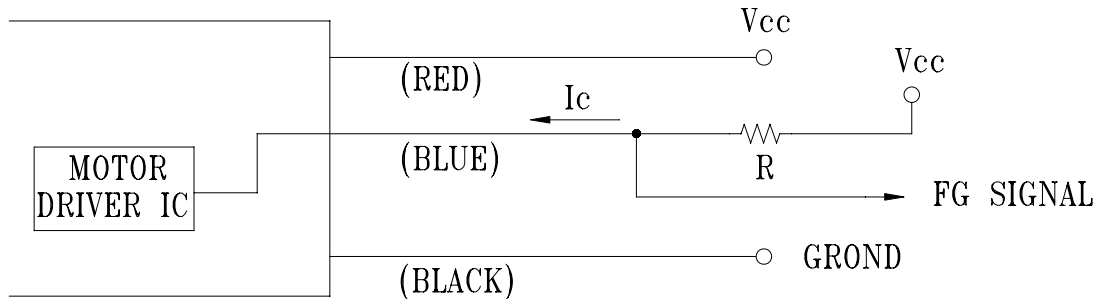 Vcc
Vcc
(RED)
Ic
(BLUE)
R
MOTOR
DRIVER IC
FG SIGNAL
(BLACK)
GROND